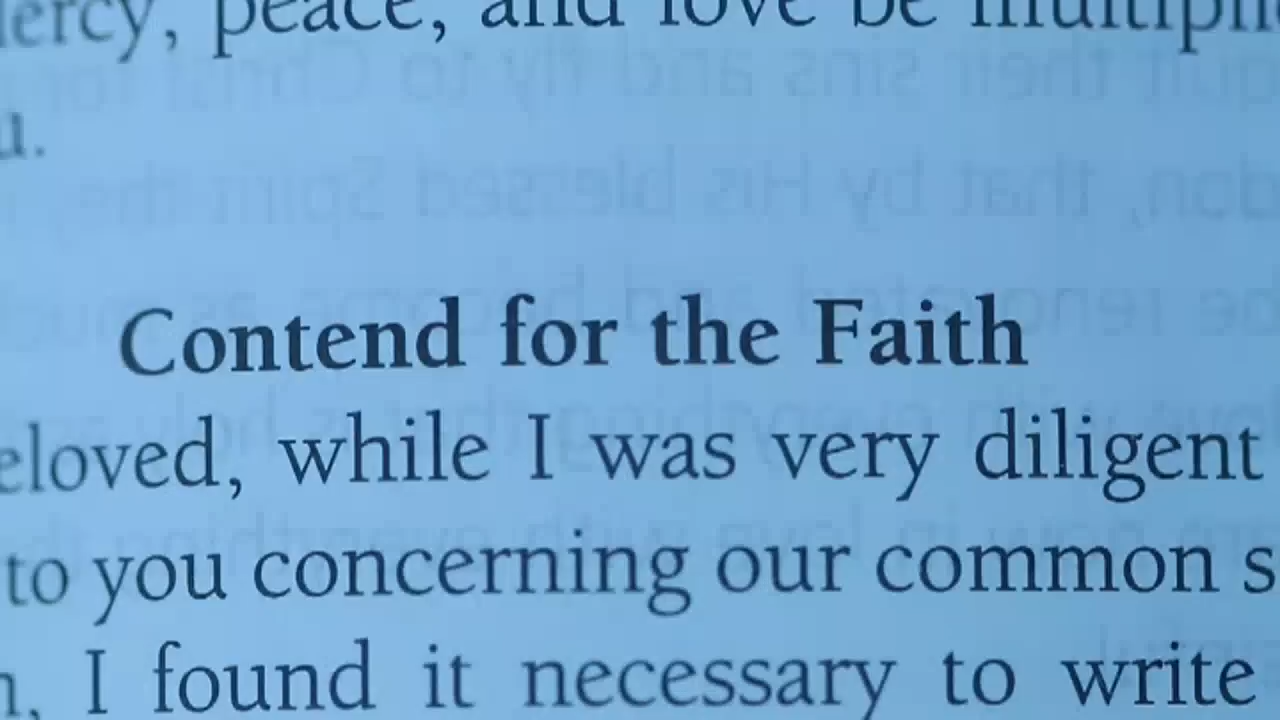 ercy, peace, and love be multipli
u.
Contend for the Faith
eloved, while I was very diligent
to you concerning our common s
n, I found it necessary to write